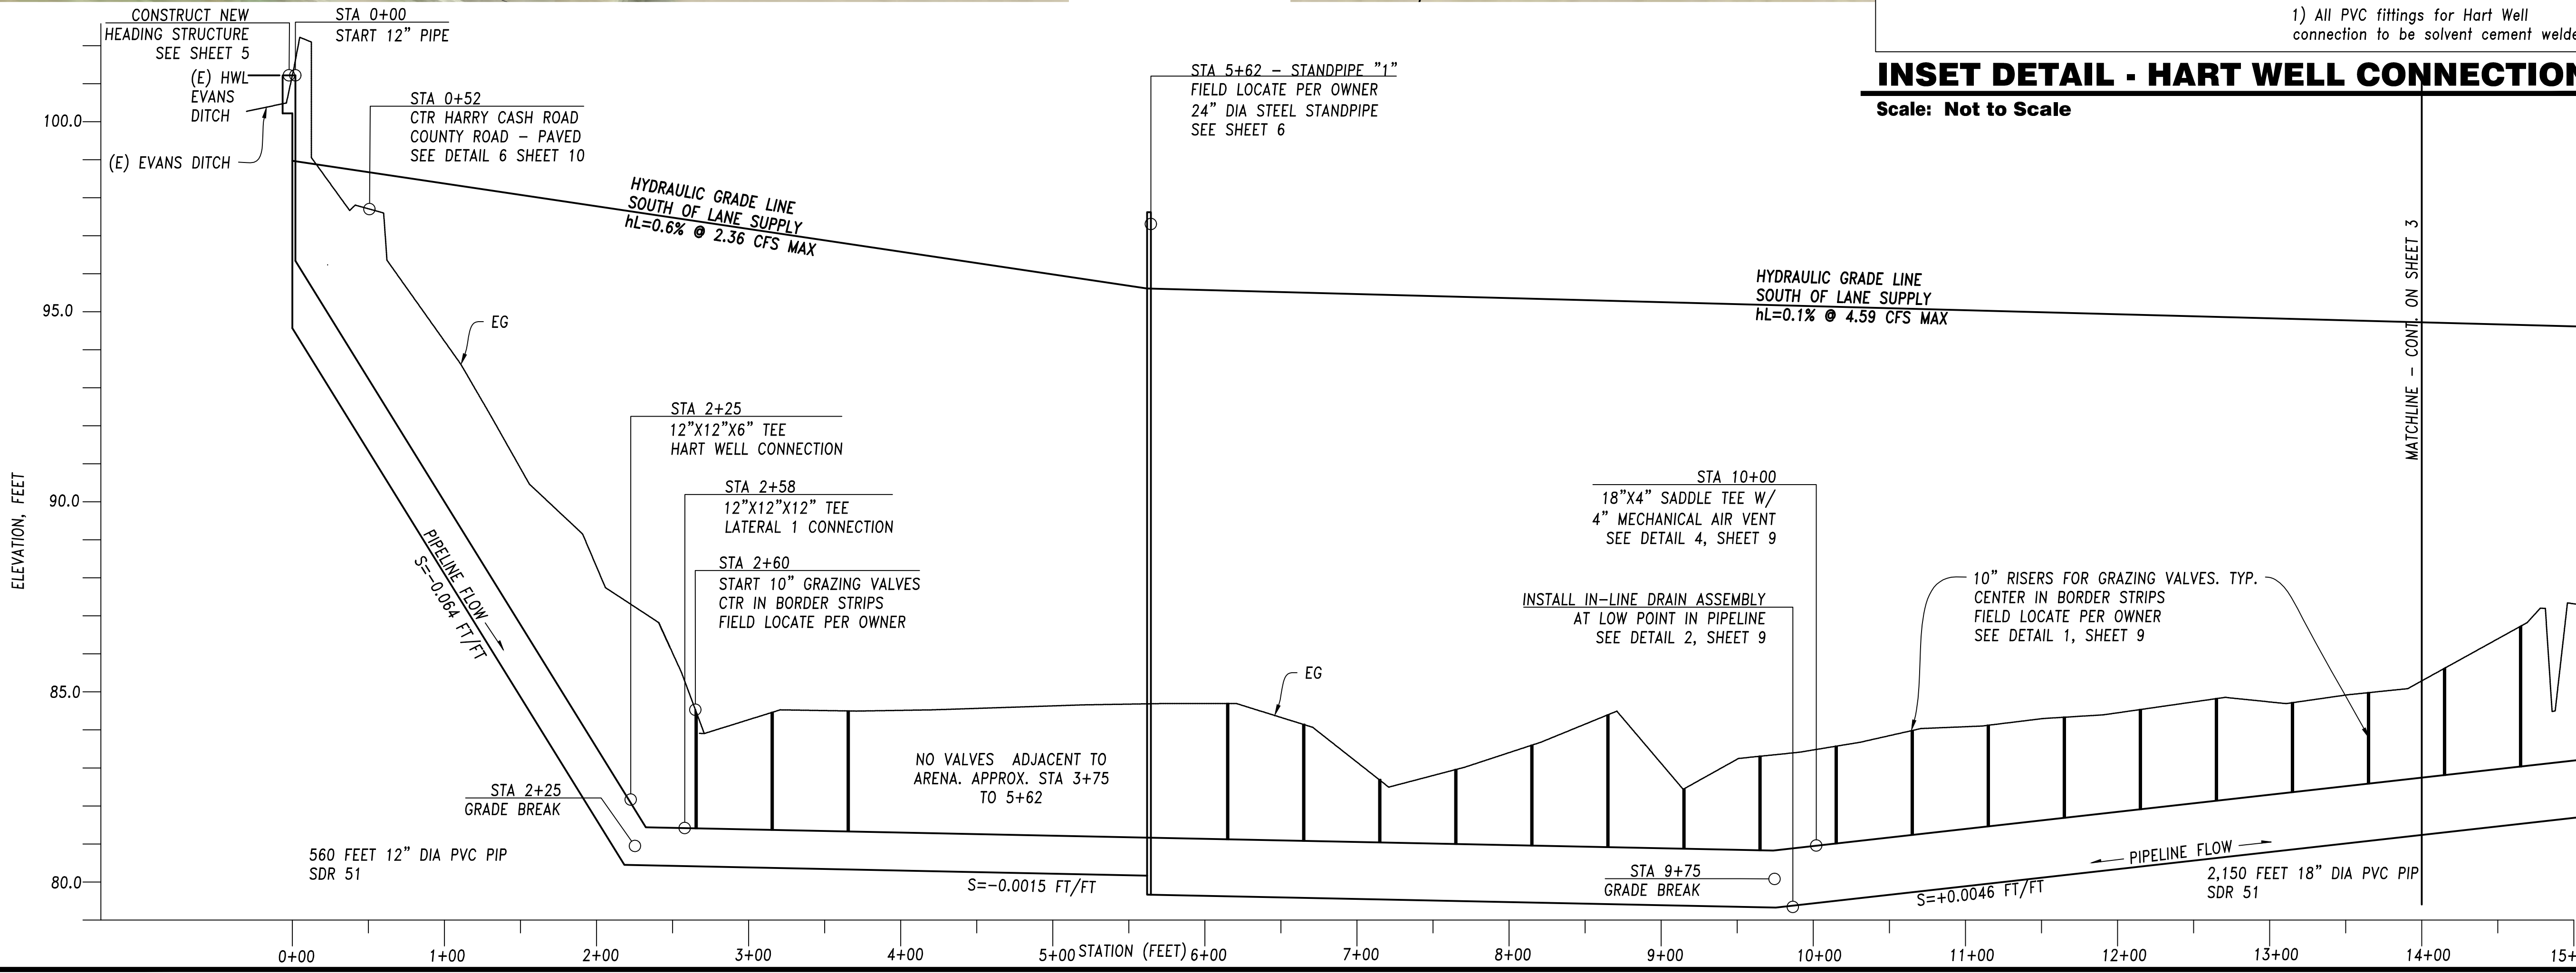 CONSTRUCT NEW
HEADING STRUCTURE
SEE SHEET 5
(E) HWL
EVANS
DITCH
(E) EVANS DITCH
STA 0+00
START 12" PIPE
STA 0+52
CTR HARRY CASH ROAD
COUNTY ROAD – PAVED
SEE DETAIL 6 SHEET 10
HYDRAULIC GRADE LINE
SOUTH OF LANE SUPPLY
hL=0.6% @ 2.36 CFS MAX
STA 5+62 – STANDPIPE "1"
FIELD LOCATE PER OWNER
24" DIA STEEL STANDPIPE
SEE SHEET 6
1) All PVC fittings for Hart Well
connection to be solvent cement welde
INSET DETAIL - HART WELL CONNECTION
Scale: Not to Scale
HYDRAULIC GRADE LINE
SOUTH OF LANE SUPPLY
hL=0.1% @ 4.59 CFS MAX
MATCHLINE – CONT. ON SHEET 3
EG
STA 2+25
12"X12"X6" TEE
HART WELL CONNECTION
STA 2+58
12"X12"X12" TEE
LATERAL 1 CONNECTION
STA 2+60
START 10" GRAZING VALVES
CTR IN BORDER STRIPS
FIELD LOCATE PER OWNER
PIPELINE FLOW
S=-0.064 FT/FT
STA 2+25
GRADE BREAK
560 FEET 12" DIA PVC PIP
SDR 51
NO VALVES ADJACENT TO
ARENA. APPROX. STA 3+75
TO 5+62
S=-0.0015 FT/FT
EG
STA 10+00
18"X4" SADDLE TEE W/
4" MECHANICAL AIR VENT
SEE DETAIL 4, SHEET 9
INSTALL IN-LINE DRAIN ASSEMBLY
AT LOW POINT IN PIPELINE
SEE DETAIL 2, SHEET 9
10" RISERS FOR GRAZING VALVES. TYP.
CENTER IN BORDER STRIPS
FIELD LOCATE PER OWNER
SEE DETAIL 1, SHEET 9
STA 9+75
GRADE BREAK
PIPELINE FLOW
S=+0.0046 FT/FT
2,150 FEET 18" DIA PVC PIP
SDR 51
ELEVATION, FEET
100.0
95.0
90.0
85.0
80.0
0+00
1+00
2+00
3+00
4+00
5+00
STATION (FEET)
6+00
7+00
8+00
9+00
10+00
11+00
12+00
13+00
14+00
15+